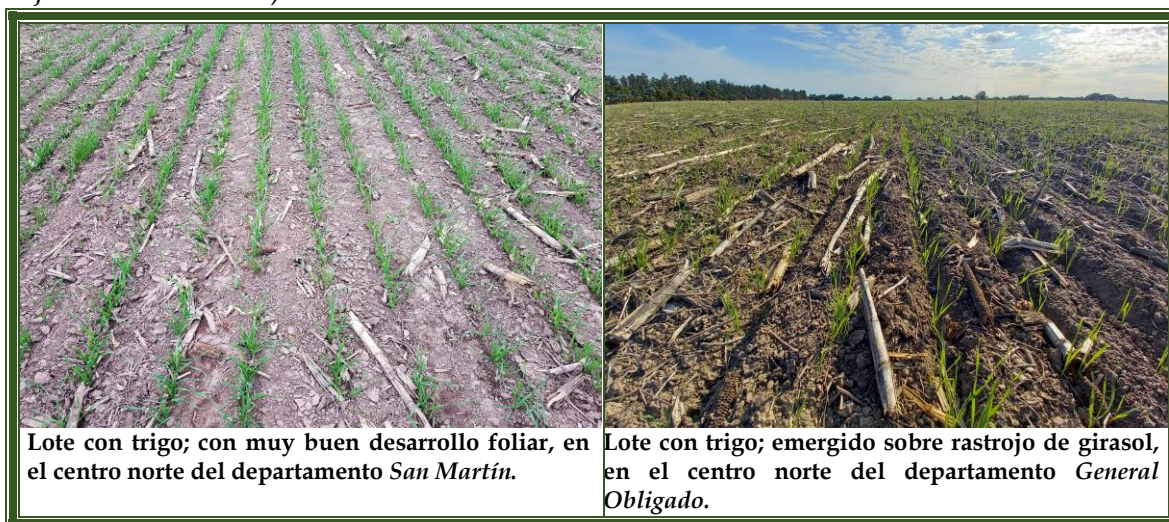 Lote con trigo; con muy buen desarrollo foliar, en
el centro norte del departamento San Martín.
Lote con trigo; emergido sobre rastrojo de girasol,
en el centro norte del departamento General
Obligado.